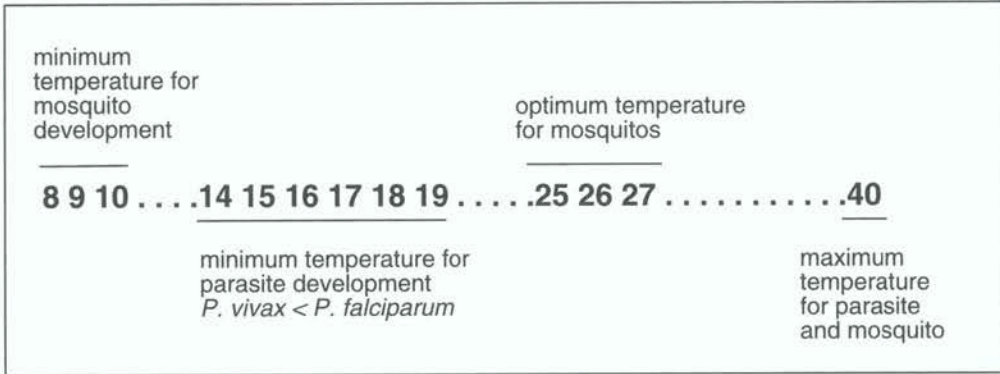 minimum
temperature for
mosquito
development
optimum temperature
for mosquitos
8 9 10 . . . .14 15 16 17 18 19 . . . . .25 26 27 . . . . . . . . . . .40
minimum temperature for
parasite development
P. vivax < P. falciparum
maximum
temperature
for parasite
and mosquito